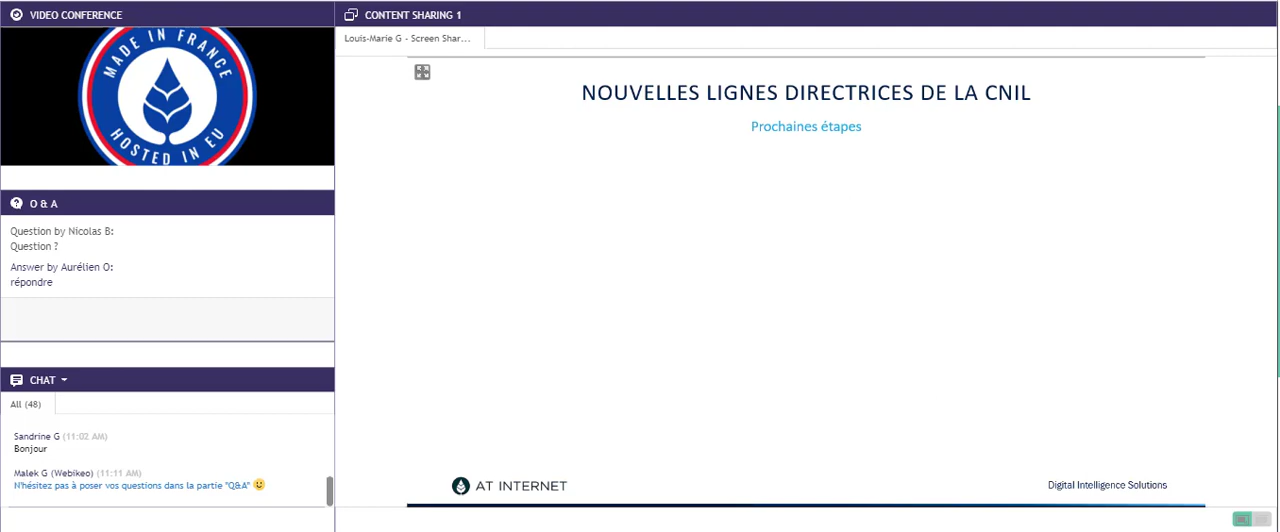 VIDEO CONFERENCE
MADE IN FRANCE
HOSTED IN EU
Q & A
Question by Nicolas B:
Question ?
Answer by Aurélien O:
répondre
CHAT
All (48)
Sandrine G (11:02 AM)
Bonjour
Malek G (Webikeo) (11:11 AM)
N'hésitez pas à poser vos questions dans la partie "Q&A" 🙂
CONTENT SHARING 1
Louis-Marie G - Screen Shar...
NOUVELLES LIGNES DIRECTRICES DE LA CNIL
Prochaines étapes
AT INTERNET
Digital Intelligence Solutions